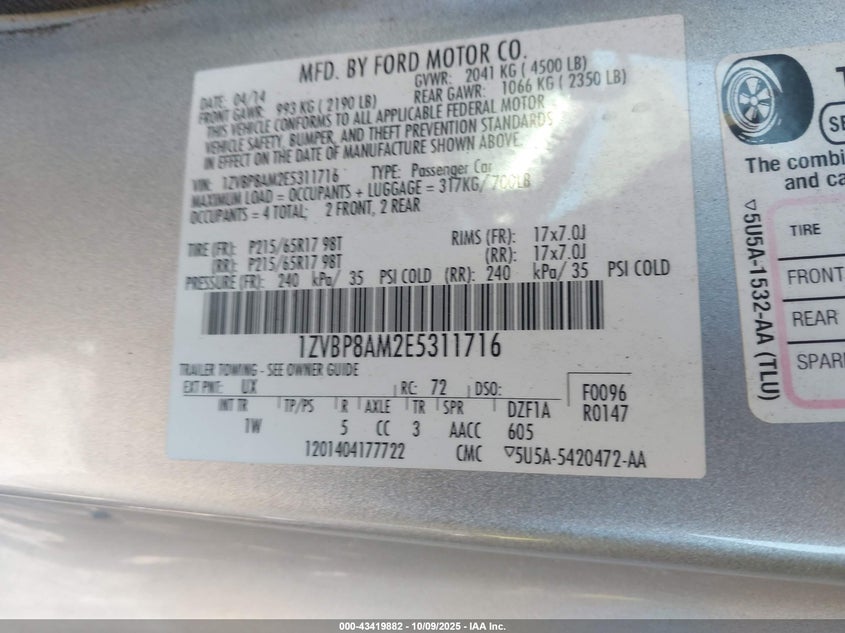 MFD. BY FORD MOTOR CO.
DATE: 04/14
GVWR: 2041 KG ( 4500 LB)
FRONT GAWR: 993 KG ( 2190 LB)
REAR GAWR: 1066 KG ( 2350 LB)
THIS VEHICLE CONFORMS TO ALL APPLICABLE FEDERAL MOTOR
VEHICLE SAFETY, BUMPER, AND THEFT PREVENTION STANDARDS
IN EFFECT ON THE DATE OF MANUFACTURE SHOWN ABOVE.
VIN: 1ZVBP8AM2E5311716 TYPE: Passenger Car
MAXIMUM LOAD = OCCUPANTS + LUGGAGE = 317KG/ 700LB
OCCUPANTS = 4 TOTAL; 2 FRONT, 2 REAR
TIRE (FR): P215/65R17 98T RIMS (FR): 17x7.0J
(RR): P215/65R17 98T (RR): 17x7.0J
PRESSURE (FR): 240 kPa/ 35 PSI COLD (RR): 240 kPa/ 35 PSI COLD
1ZVBP8AM2E5311716
TRAILER TOWING - SEE OWNER GUIDE
EXT PNT: UX RC: 72 DSO: F0096
INT TR TP/PS R AXLE TR SPR DZF1A R0147
1W 5 CC 3 AACC 605
1201404177722 CMC ▽5U5A-5420472-AA
The combi
and ca
▽5U5A-1532-AA (TLU)
TIRE
FRONT
REAR
SPAR
000-43419882 - 10/09/2025 - IAA Inc.